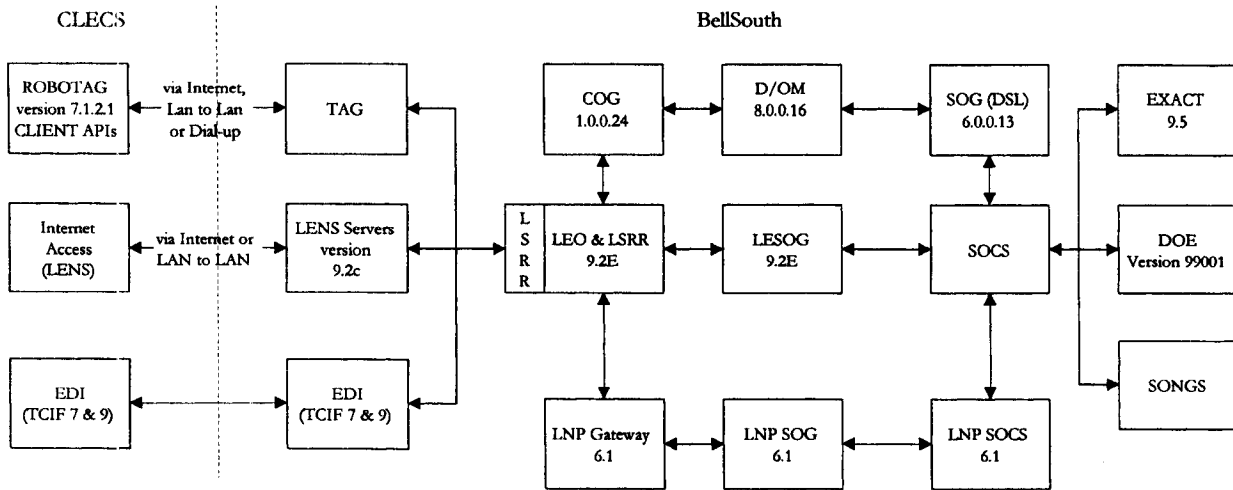 CLECS
BellSouth
ROBOTAG
version 7.1.2.1
CLIENT APIs
via Internet,
Lan to Lan
or Dial-up
TAG
COG
1.0.0.24
D/OM
8.0.0.16
SOG (DSL)
6.0.0.13
EXACT
9.5
Internet
Access
(LENS)
via Internet or
LAN to LAN
LENS Servers
version
9.2c
L
S
R
R
LEO & LSRR
9.2E
LESOG
9.2E
SOCS
DOE
Version 99001
EDI
(TCIF 7 & 9)
EDI
(TCIF 7 & 9)
SONGS
LNP Gateway
6.1
LNP SOG
6.1
LNP SOCS
6.1